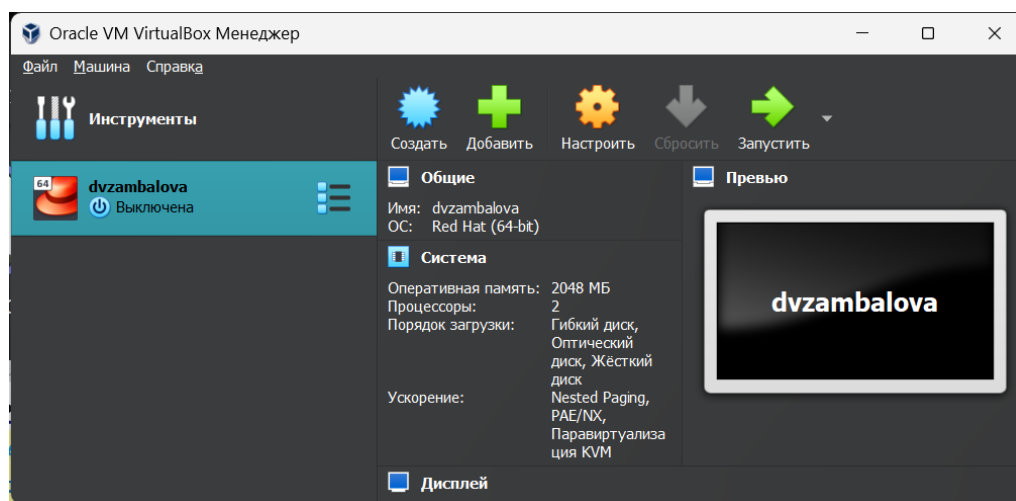 Oracle VM VirtualBox Менеджер
Файл Машина Справка
Инструменты
Создать Добавить Настроить Сбросить Запустить
64
dvzambalova
Выключена
Общие
Имя: dvzambalova
ОС: Red Hat (64-bit)
Система
Оперативная память: 2048 МБ
Процессоры: 2
Порядок загрузки: Гибкий диск,
Оптический
диск, Жёсткий
диск
Ускорение: Nested Paging,
PAE/NX,
Паравиртуализа
ция KVM
Дисплей
Превью
dvzambalova